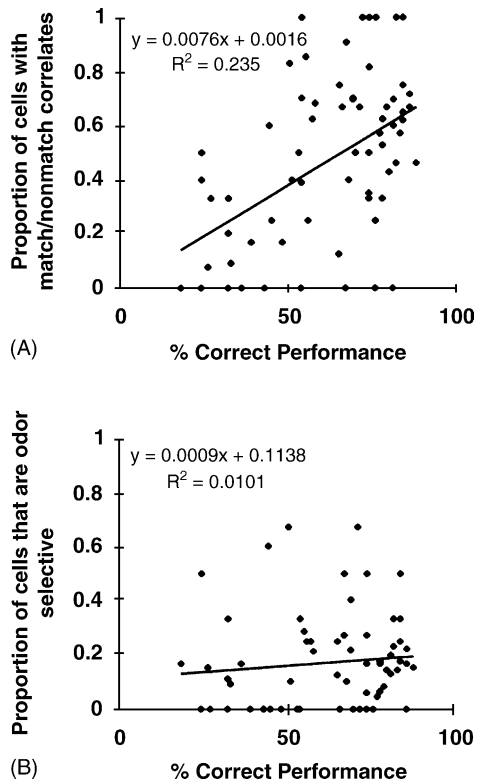 Proportion of cells with
match/nonmatch correlates
1
0.8
0.6
0.4
0.2
0
y = 0.0076x + 0.0016
R² = 0.235
0
50
100
(A)
% Correct Performance
Proportion of cells that are odor
selective
1
0.8
0.6
0.4
0.2
0
y = 0.0009x + 0.1138
R² = 0.0101
0
50
100
(B)
% Correct Performance